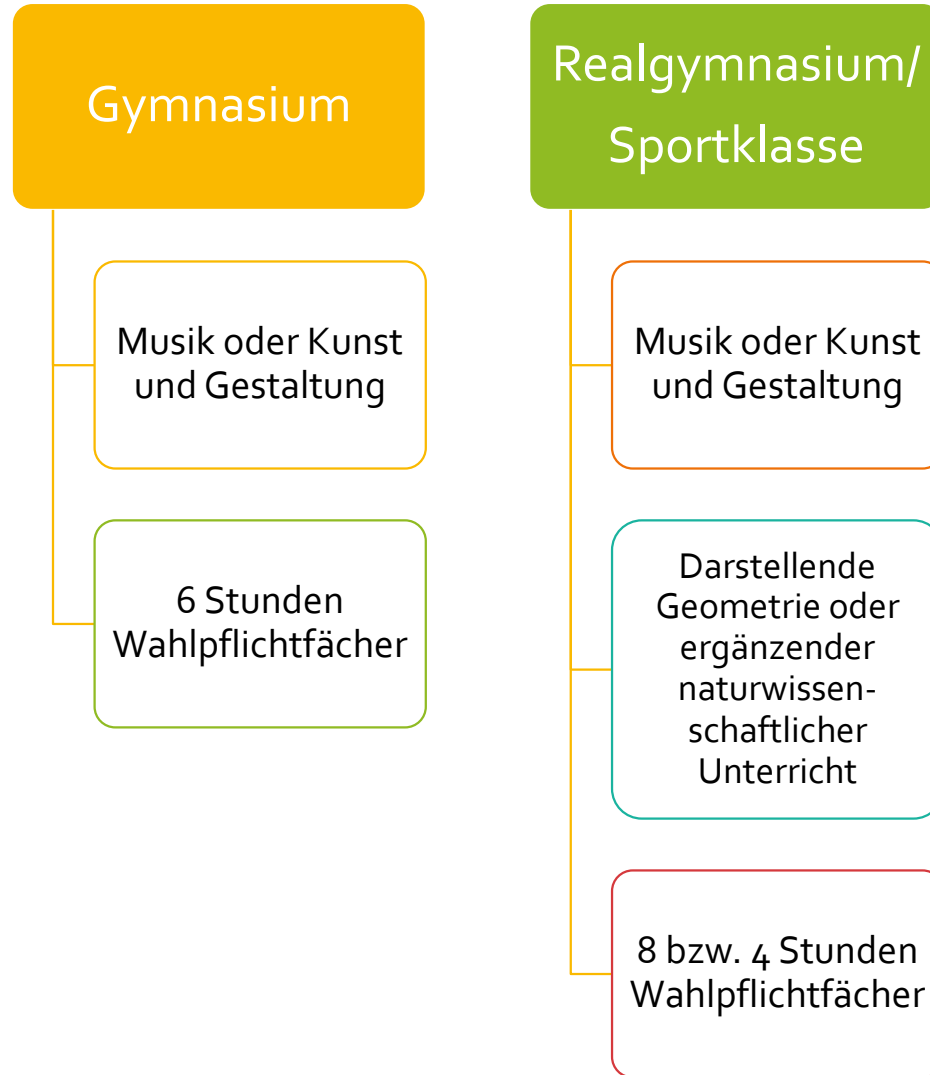 Gymnasium
Musik oder Kunst
und Gestaltung
6 Stunden
Wahlpflichtfächer
Realgymnasium/
Sportklasse
Musik oder Kunst
und Gestaltung
Darstellende
Geometrie oder
ergänzender
naturwissen-
schaftlicher
Unterricht
8 bzw. 4 Stunden
Wahlpflichtfächer